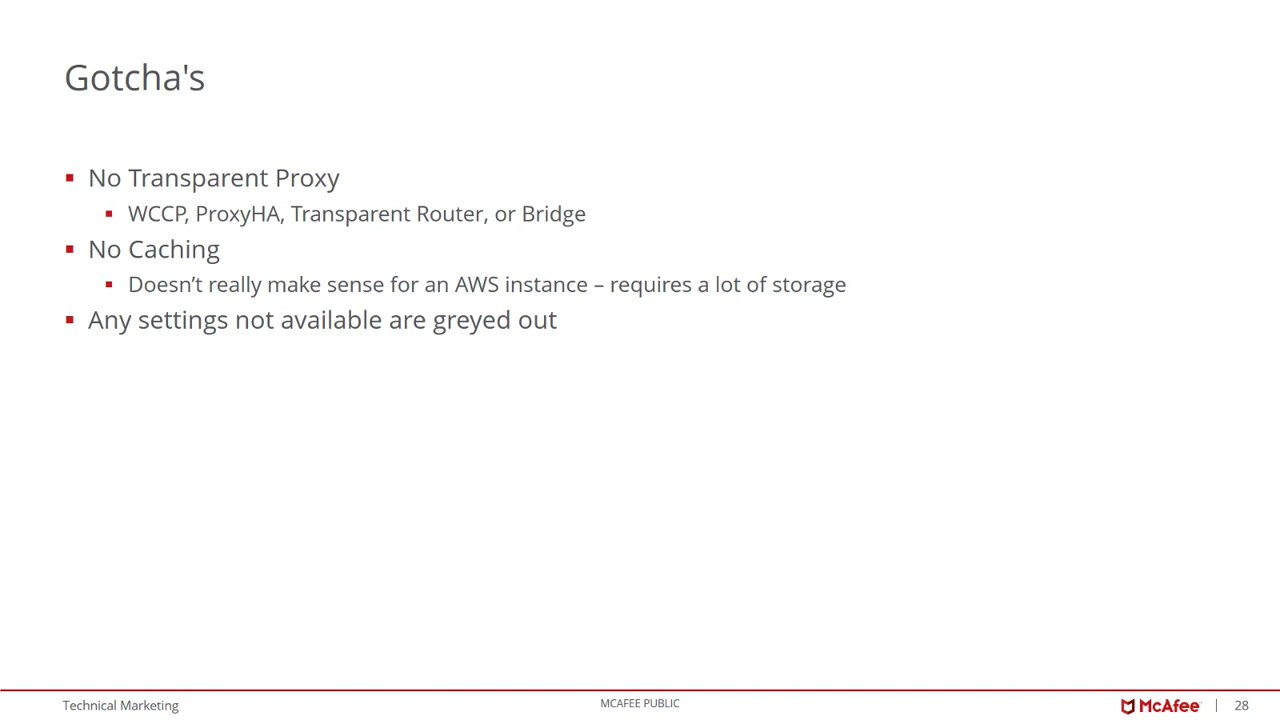 Gotcha's
No Transparent Proxy
WCCP, ProxyHA, Transparent Router, or Bridge
No Caching
Doesn’t really make sense for an AWS instance – requires a lot of storage
Any settings not available are greyed out
Technical Marketing
MCAFEE PUBLIC
McAfee | 28